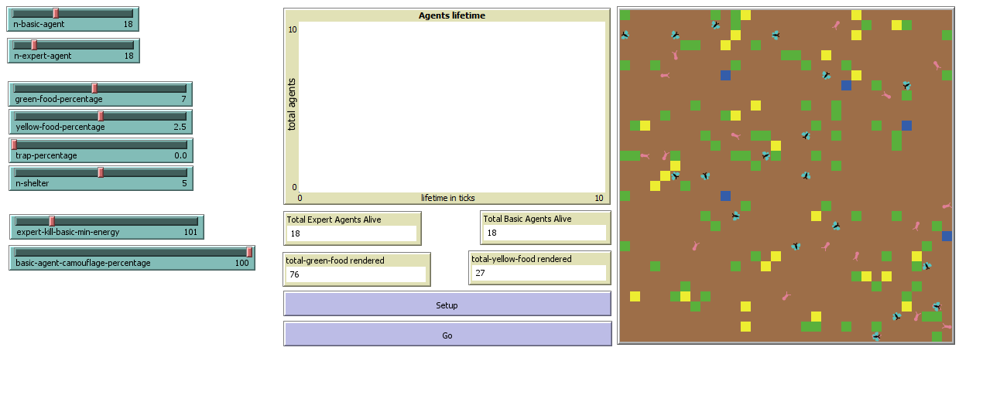 n-basic-agent 18
n-expert-agent 18
green-food-percentage 7
yellow-food-percentage 2.5
trap-percentage 0.0
n-shelter 5
expert-kill-basic-min-energy 101
basic-agent-camouflage-percentage 100
Agents lifetime
10
total agents
0
0 lifetime in ticks 10
Total Expert Agents Alive
18
Total Basic Agents Alive
18
total-green-food rendered
76
total-yellow-food rendered
27
Setup
Go